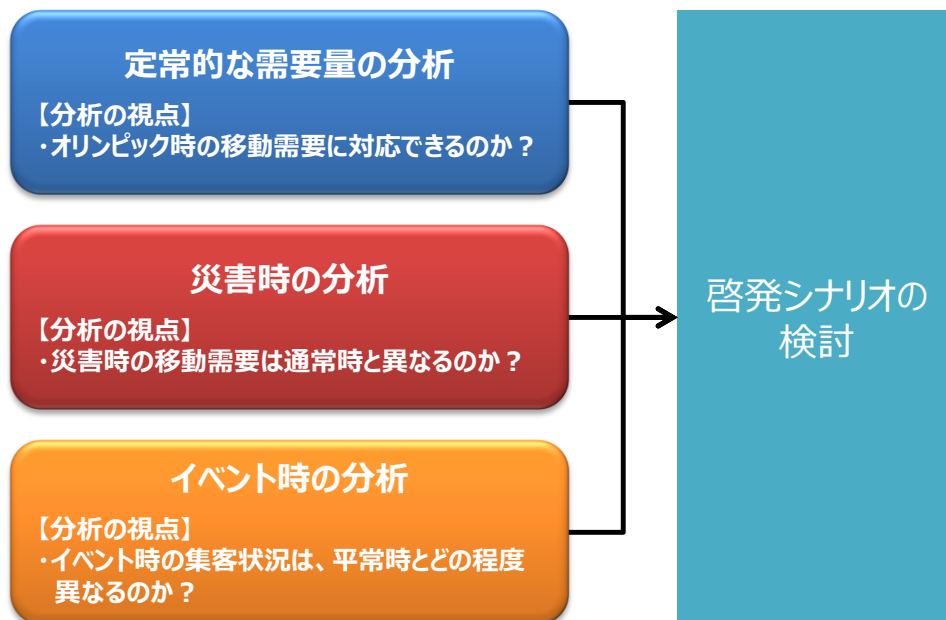 定常的な需要量の分析
【分析の視点】
・オリンピック時の移動需要に対応できるのか？
災害時の分析
【分析の視点】
・災害時の移動需要は通常時と異なるのか？
イベント時の分析
【分析の視点】
・イベント時の集客状況は、平常時とどの程度
異なるのか？
啓発シナリオの
検討